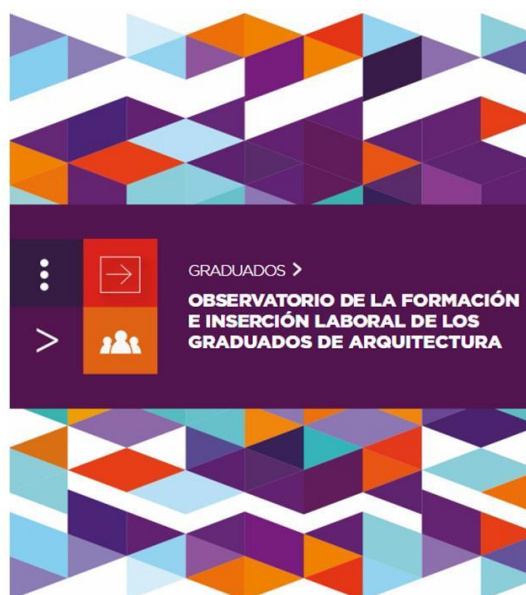 GRADUADOS >
OBSERVATORIO DE LA FORMACIÓN
E INSERCIÓN LABORAL DE LOS
GRADUADOS DE ARQUITECTURA